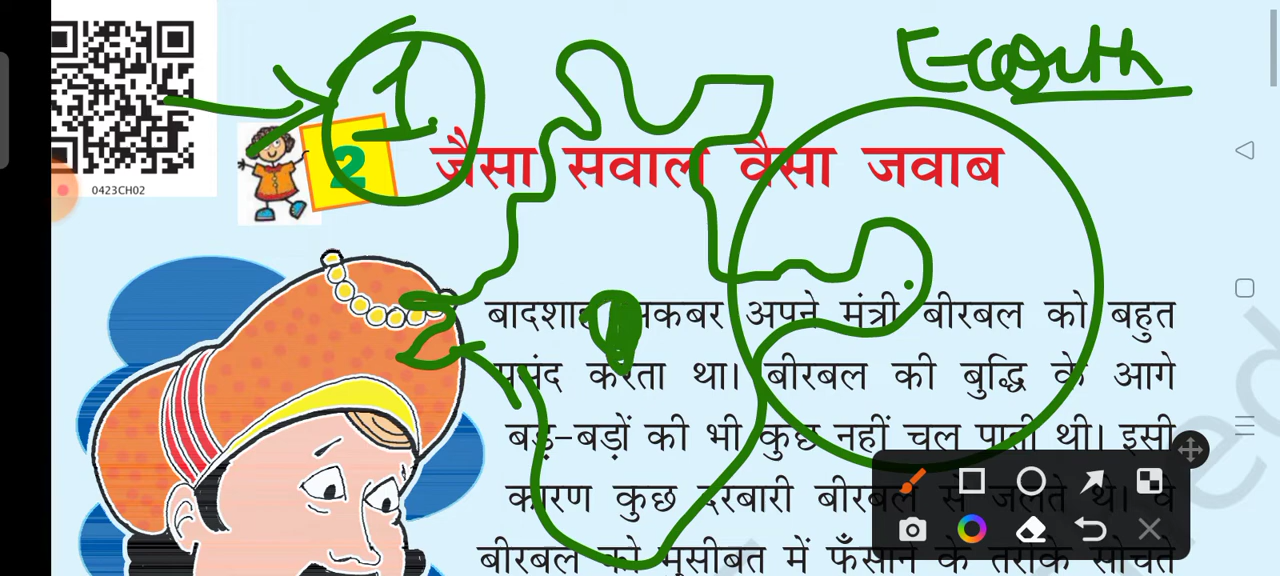 Earth
1
0423CH02
2 जैसा सवाल वैसा जवाब
बादशाह अकबर अपने मंत्री बीरबल को बहुत
पसंद करता था। बीरबल की बुद्धि के आगे
बड़े-बड़ों की भी कुछ नहीं चल पाती थी। इसी
कारण कुछ दरबारी बीरबल से जलते थे। वे
बीरबल को मुसीबत में फँसाने के तरीके सोचते